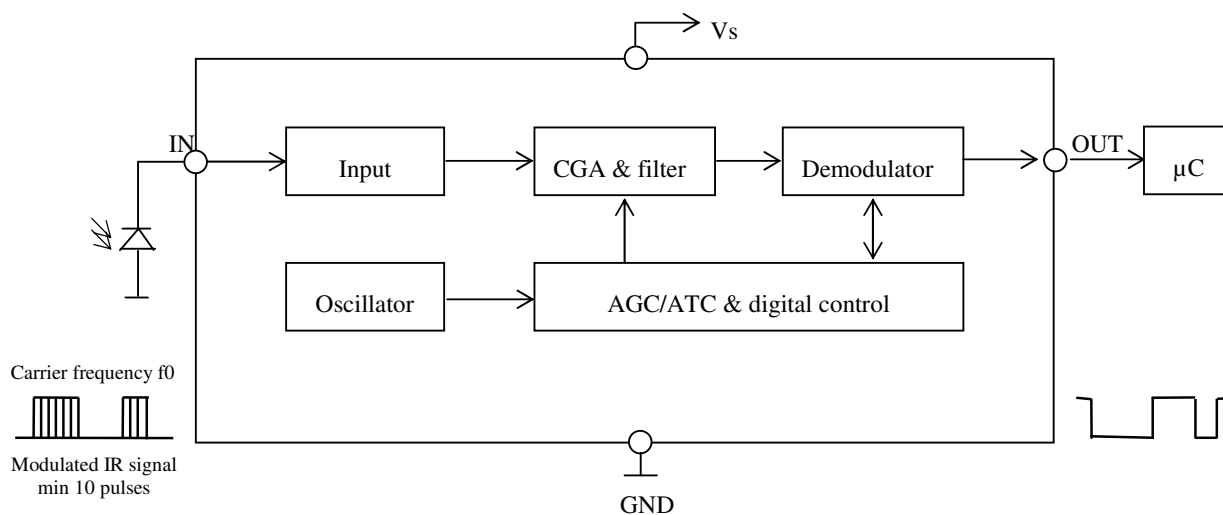 Vs
IN
OUT
Input
CGA & filter
Demodulator
µC
Oscillator
AGC/ATC & digital control
Carrier frequency f0
Modulated IR signal
min 10 pulses
GND